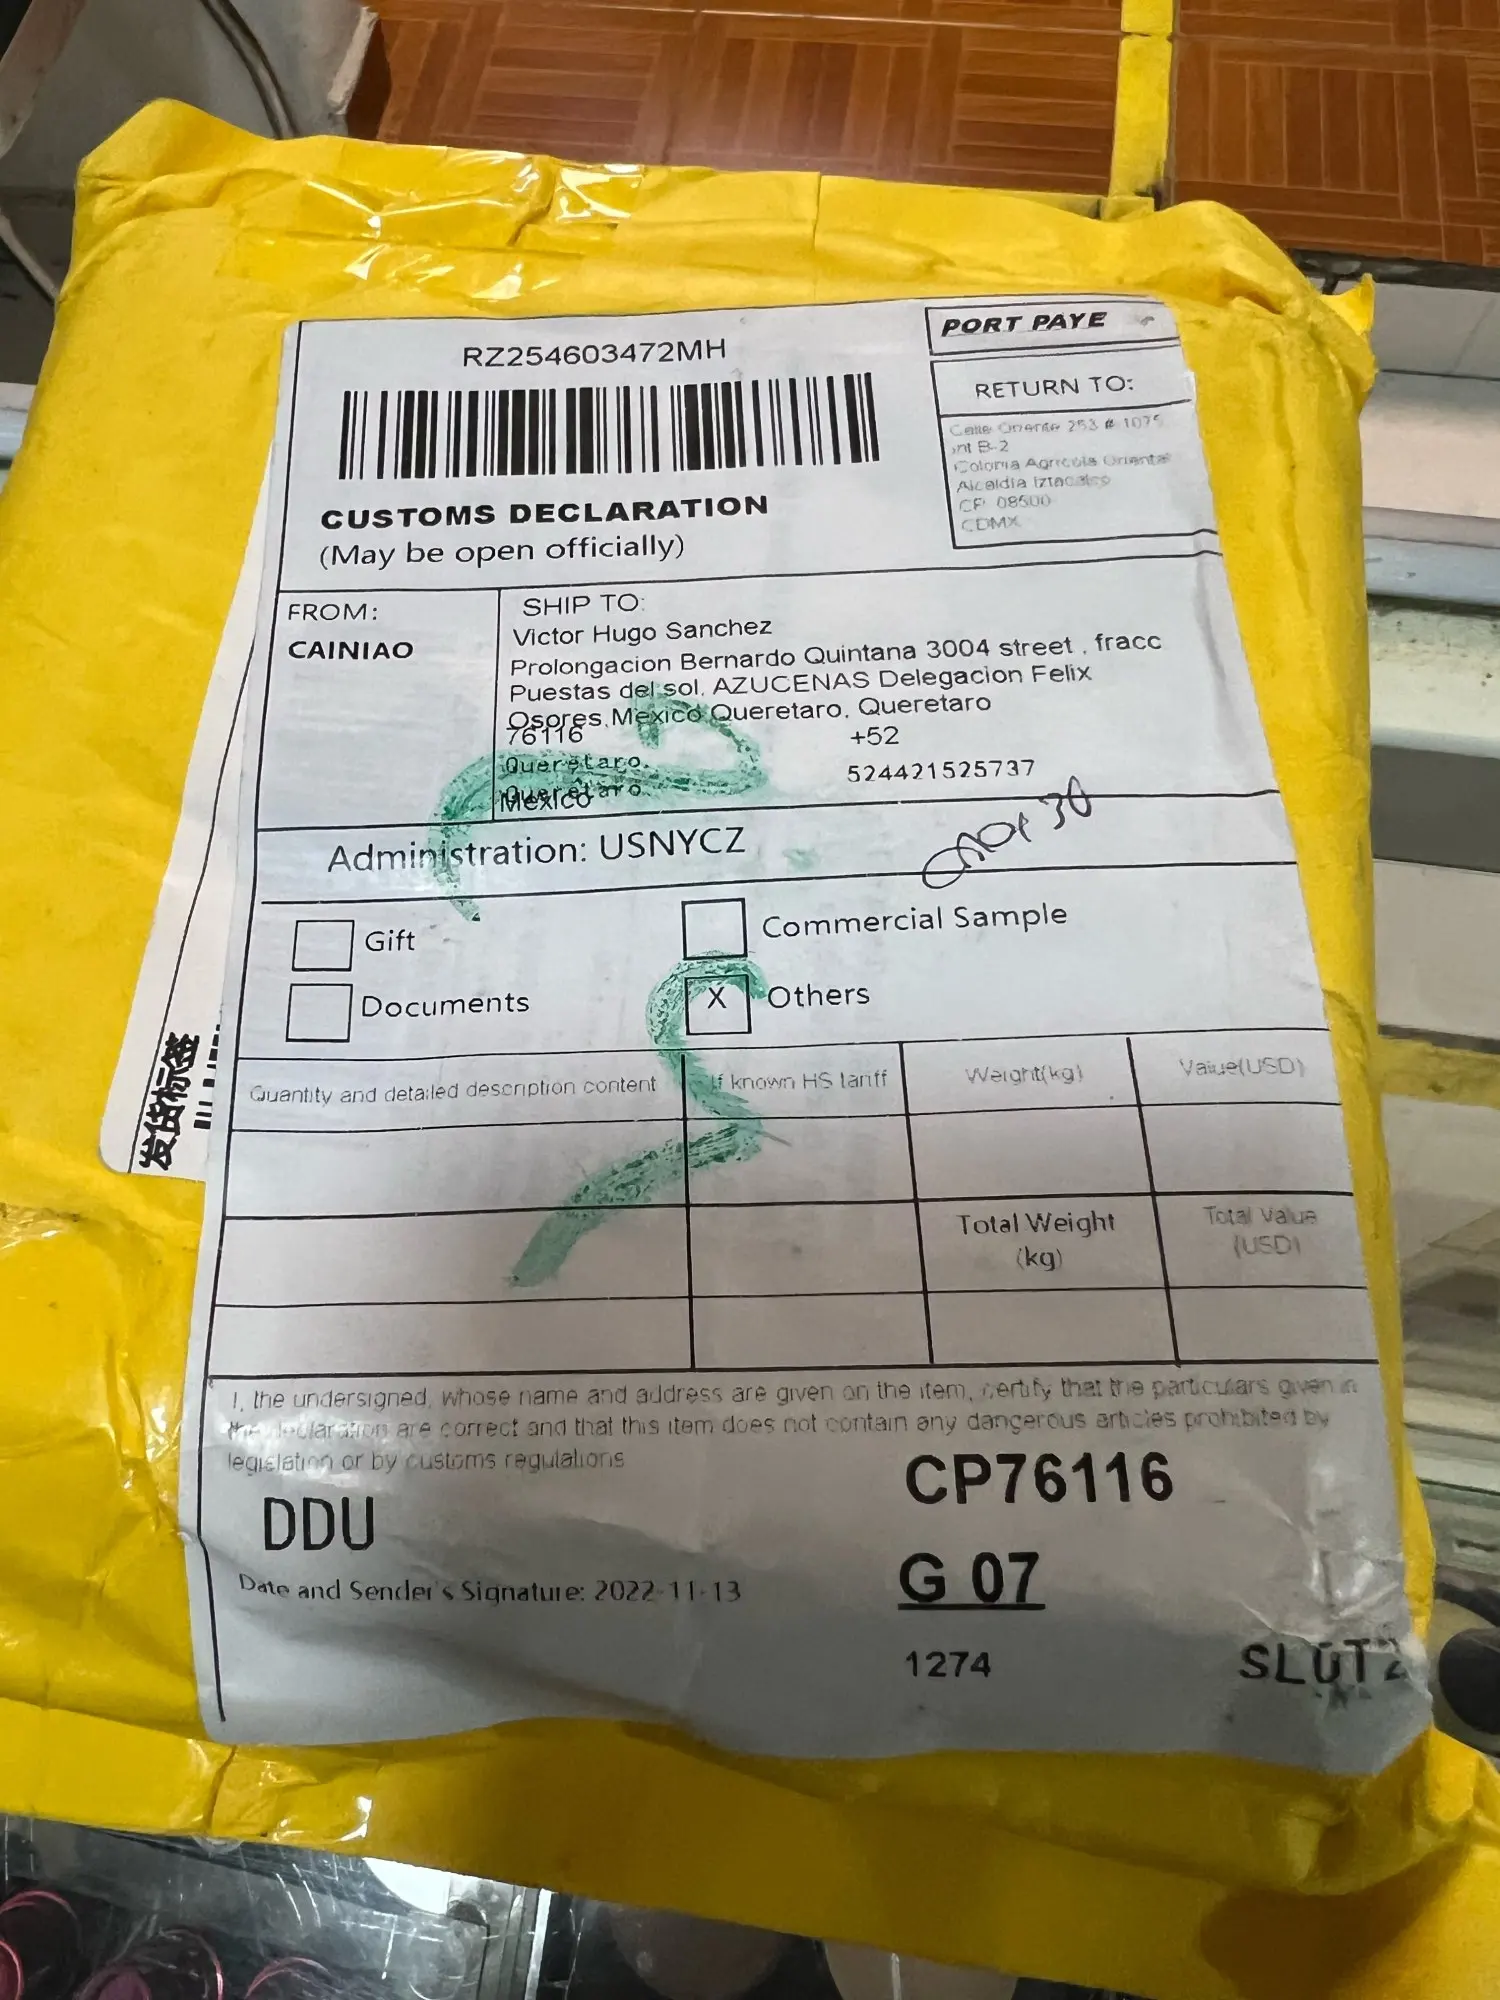 RZ254603472MH
PORT PAYE
RETURN TO:
Calle Oriente 253 # 1075
int B-2
Colonia Agricola Oriental
Alcaldia Iztacalco
CP 08500
CDMX
CUSTOMS DECLARATION
(May be open officially)
FROM:
CAINIAO
SHIP TO:
Victor Hugo Sanchez
Prolongacion Bernardo Quintana 3004 street , fracc
Puestas del sol, AZUCENAS Delegacion Felix
Osores,Mexico Queretaro, Queretaro
76116
+52
Queretaro.
524421525737
Queretaro.
Mexico
Administration: USNYCZ
Gift
Commercial Sample
Documents
X Others
Quantity and detailed description content
If known HS tariff
Weight(kg)
Value(USD)
Total Weight
(kg)
Total Value
(USD)
I, the undersigned, whose name and address are given on the item, certify that the particulars given in
the declaration are correct and that this item does not contain any dangerous articles prohibited by
legislation or by customs regulations
CP76116
DDU
G 07
Date and Sender's Signature: 2022-11-13
1274
发货标签